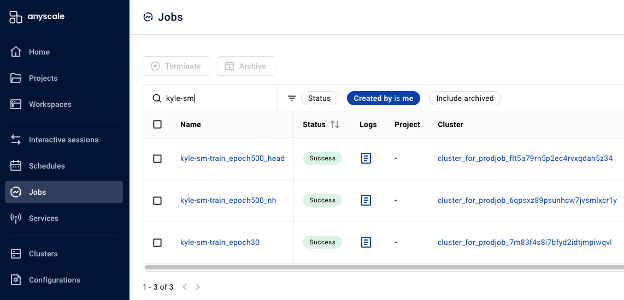 anyscale
Jobs
Home
Projects
Workspaces
Interactive sessions
Schedules
Jobs
Services
Clusters
Configurations
Terminate
Archive
kyle-sm
Status
Created by is me
Include archived
Name Status Logs Project Cluster
kyle-sm-train_epoch500_head Success - cluster_for_prodjob_flt5a79rn5p2ec4rvxqdah5z34
kyle-sm-train_epoch500_nh Success - cluster_for_prodjob_6qpsxz89psunhcw7jvsmlxcr1y
kyle-sm-train_epoch30 Success - cluster_for_prodjob_7m83f4s8l7bfyd2idtjmpiwqvl
1 - 3 of 3